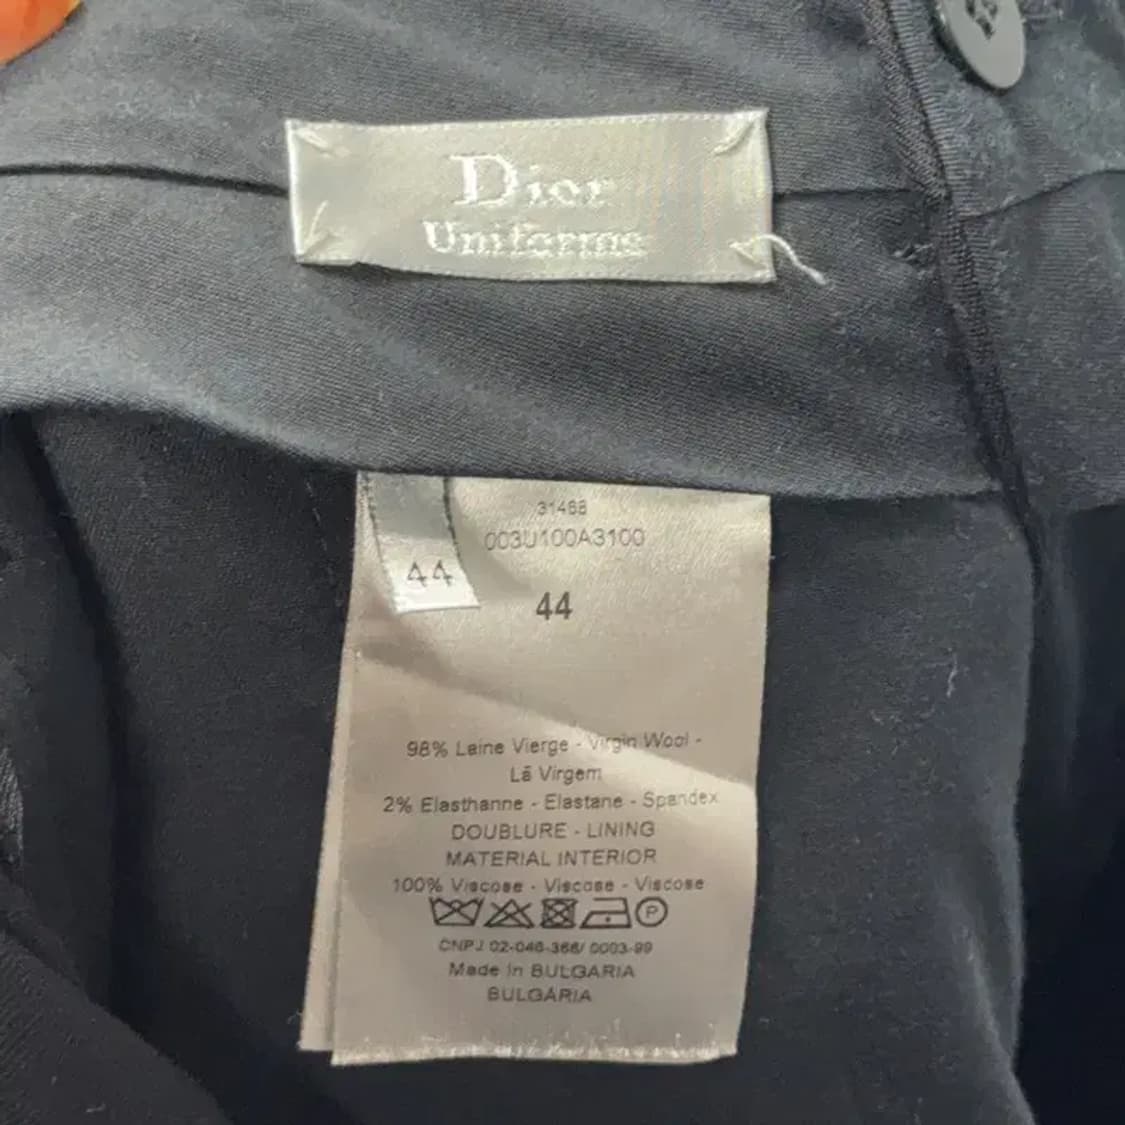 Dior
Uniforms
31468
003U100A3100
44
44
98% Laine Vierge - Virgin Wool -
Lã Virgem
2% Elasthanne - Elastane - Spandex
DOUBLURE - LINING
MATERIAL INTERIOR
100% Viscose - Viscose - Viscose
P
CNPJ 02-046-366/ 0003-99
Made in BULGARIA
BULGÁRIA